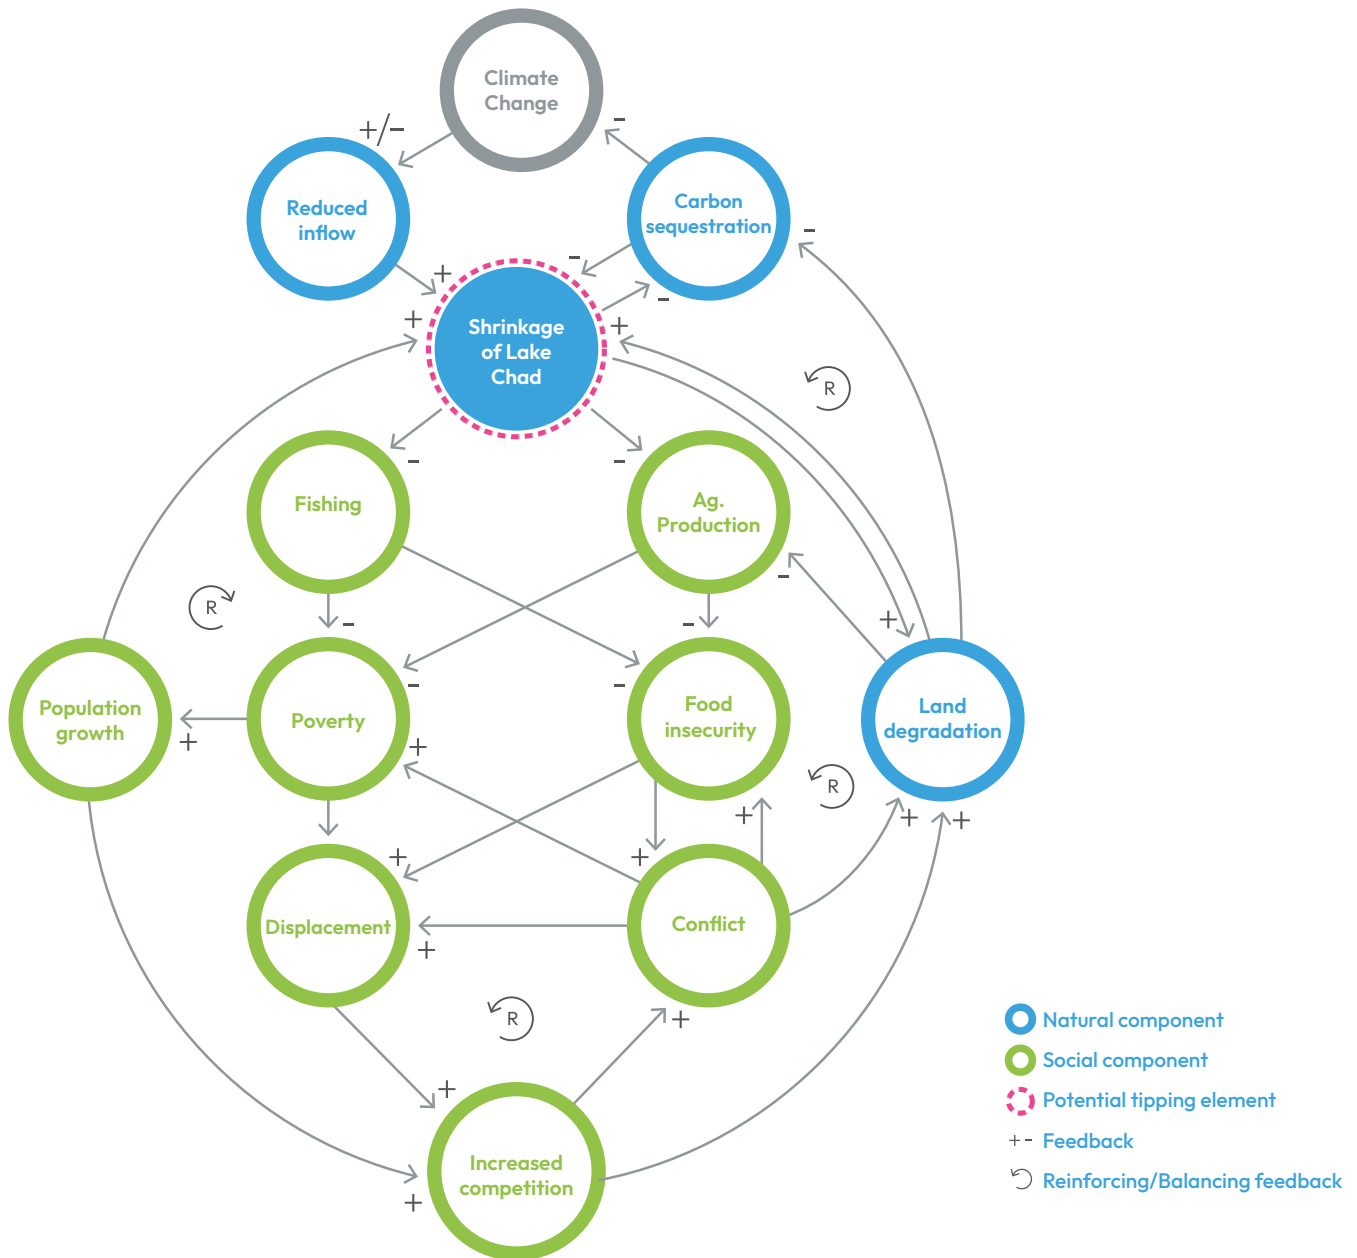 Climate
Change
+/-
-
Reduced
inflow
Carbon
sequestration
-
+
-
-
+
+
Shrinkage
of Lake
Chad
R
-
-
Fishing
Ag.
Production
-
R
-
-
+
-
-
Population
growth
+
Poverty
+
Food
insecurity
Land
degradation
R
+
+
+
+
+
Displacement
Conflict
+
R
+
+
Increased
competition
+
Natural component
Social component
Potential tipping element
+ - Feedback
Reinforcing/Balancing feedback